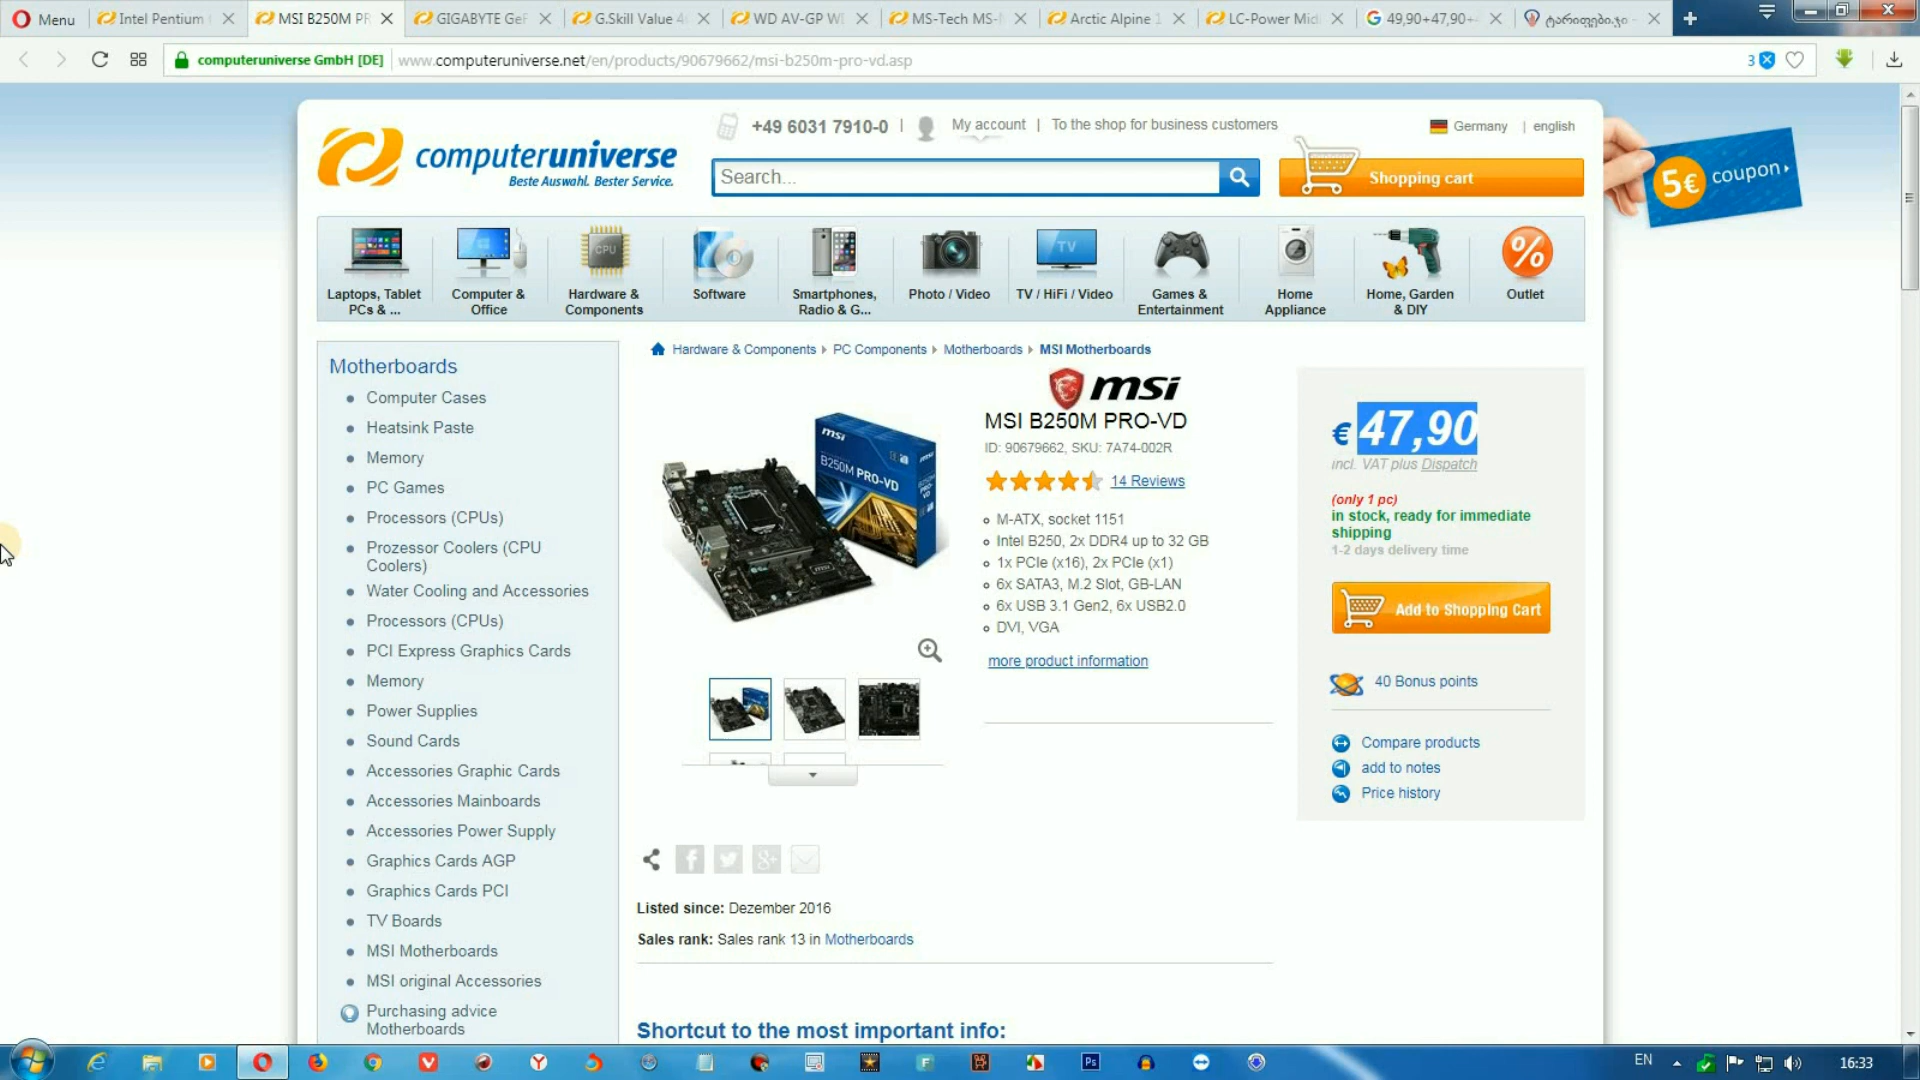 Menu
Intel Pentium
MSI B250M PR
GIGABYTE GeF
G.Skill Value 4
WD AV-GP WD
MS-Tech MS-
Arctic Alpine 1
LC-Power Mid
49,90+47,90+
ტარიფები.ჯი -
computeruniverse GmbH [DE]
www.computeruniverse.net/en/products/90679662/msi-b250m-pro-vd.asp
3
+49 6031 7910-0 | My account | To the shop for business customers
Germany | english
computeruniverse
Beste Auswahl. Bester Service.
Search...
Shopping cart
5€ coupon
Laptops, Tablet PCs & ...
Computer & Office
CPU
Hardware & Components
Software
Smartphones, Radio & G...
Photo / Video
TV
TV / HiFi / Video
Games & Entertainment
Home Appliance
Home, Garden & DIY
%
Outlet
Motherboards
Computer Cases
Heatsink Paste
Memory
PC Games
Processors (CPUs)
Prozessor Coolers (CPU
Coolers)
Water Cooling and Accessories
Processors (CPUs)
PCI Express Graphics Cards
Memory
Power Supplies
Sound Cards
Accessories Graphic Cards
Accessories Mainboards
Accessories Power Supply
Graphics Cards AGP
Graphics Cards PCI
TV Boards
MSI Motherboards
MSI original Accessories
Purchasing advice
Motherboards
Hardware & Components PC Components Motherboards MSI Motherboards
msi
B250M PRO-VD
msi
MSI B250M PRO-VD
ID: 90679662, SKU: 7A74-002R
14 Reviews
M-ATX, socket 1151
Intel B250, 2x DDR4 up to 32 GB
1x PCIe (x16), 2x PCIe (x1)
6x SATA3, M.2 Slot, GB-LAN
6x USB 3.1 Gen2, 6x USB2.0
DVI, VGA
more product information
€ 47,90
incl. VAT plus Dispatch
(only 1 pc)
in stock, ready for immediate
shipping
1-2 days delivery time
Add to Shopping Cart
40 Bonus points
Compare products
add to notes
Price history
Listed since: Dezember 2016
Sales rank: Sales rank 13 in Motherboards
Shortcut to the most important info:
EN
16:33